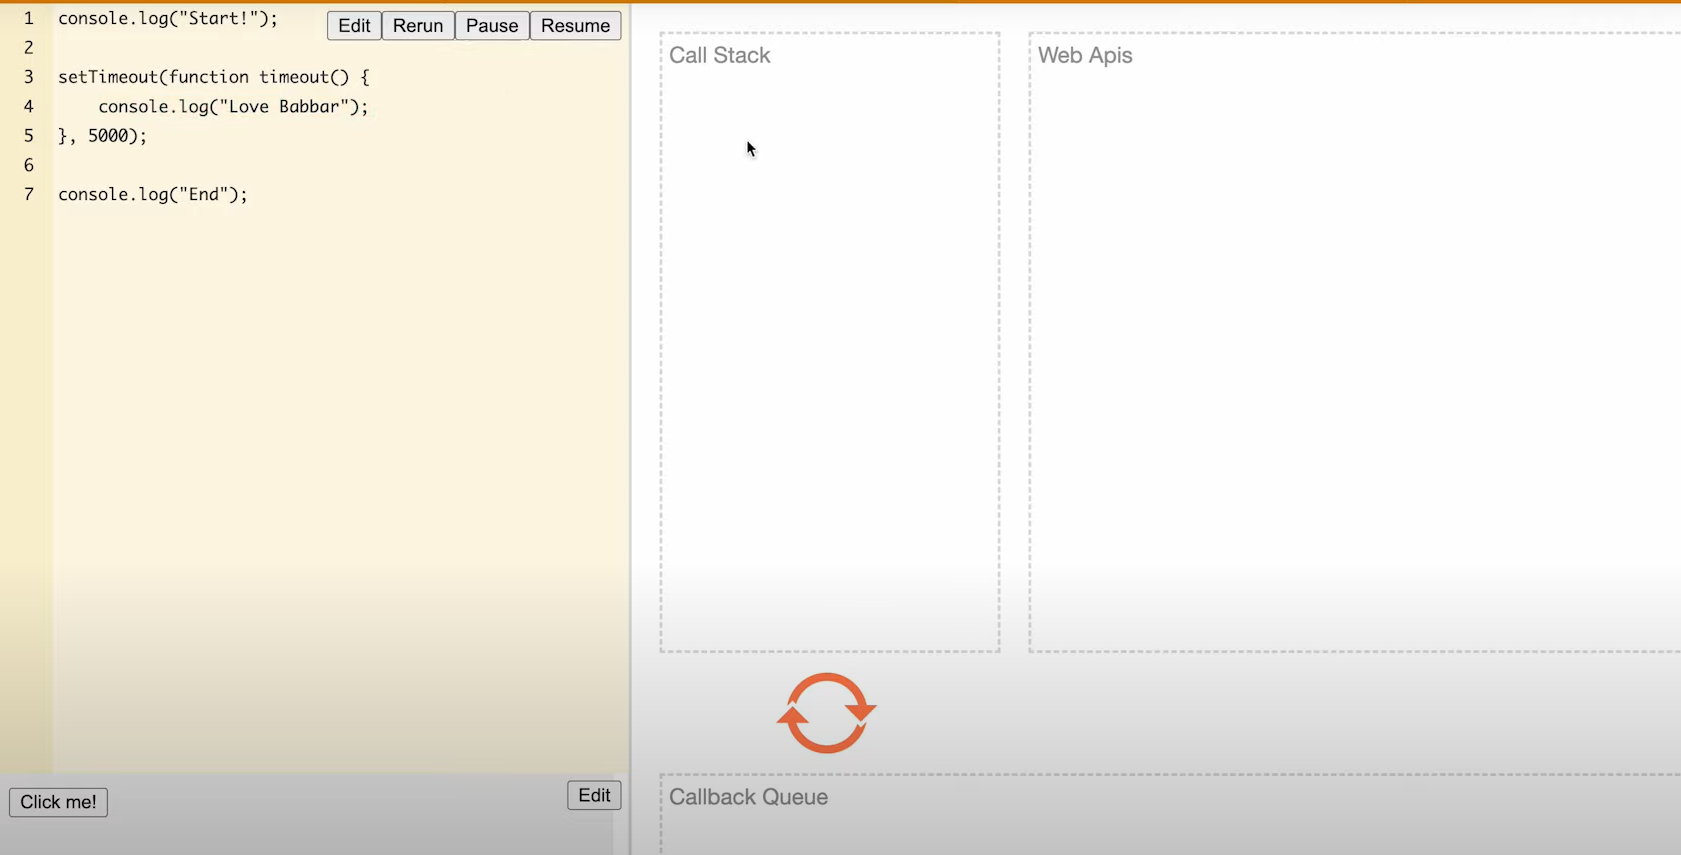 1 console.log("Start!");
Edit Rerun Pause Resume
2
3 setTimeout(function timeout() {
4     console.log("Love Babbar");
5 }, 5000);
6
7 console.log("End");
Click me!
Edit
Call Stack
Web Apis
Callback Queue